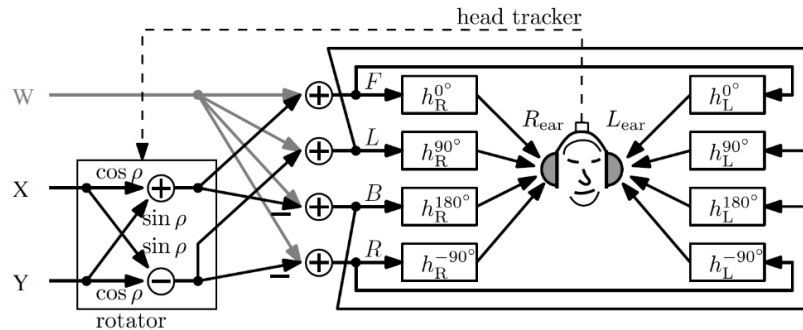 head tracker
W
F
h_R^{0°}
h_L^{0°}
R_ear
L_ear
L
h_R^{90°}
h_L^{90°}
X
cos ρ
+
sin ρ
B
h_R^{180°}
h_L^{180°}
sin ρ
R
h_R^{-90°}
h_L^{-90°}
Y
cos ρ
−
rotator
+
+
−
+
−
+